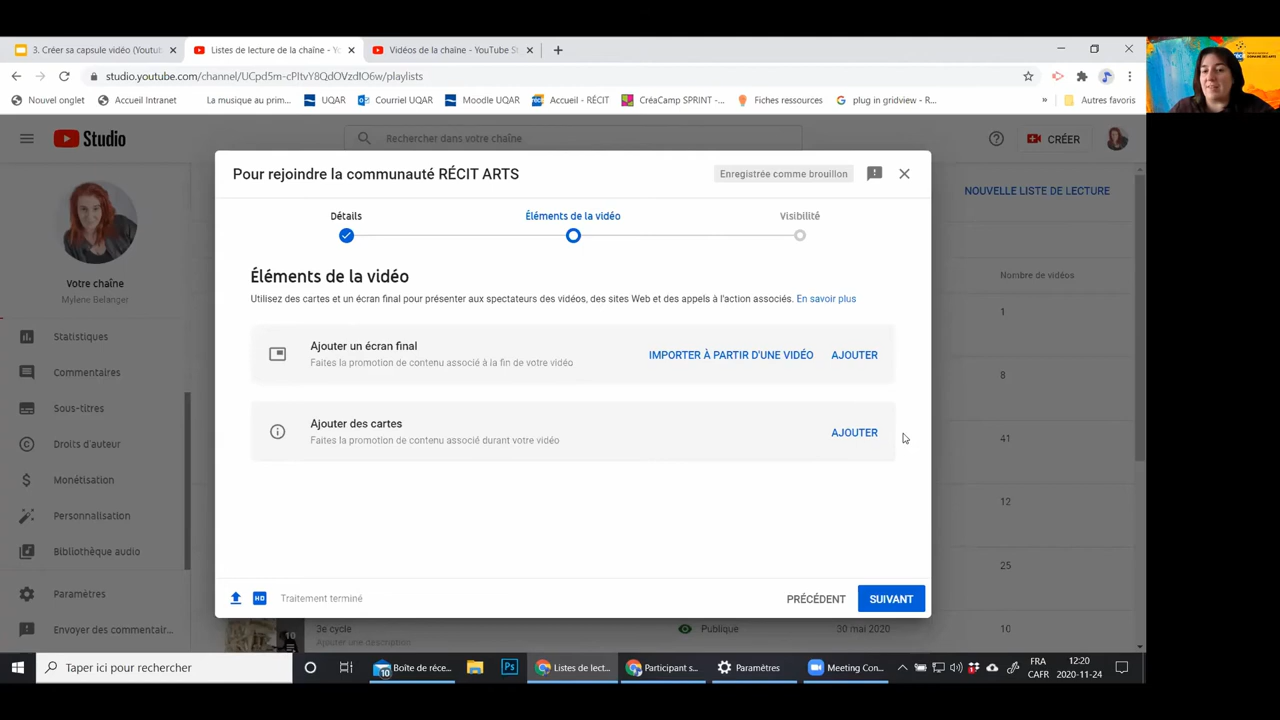 3. Créer sa capsule vidéo (Youtu
Listes de lecture de la chaîne - Yo
Vidéos de la chaîne - YouTube St
studio.youtube.com/channel/UCpd5m-cPItvY8QdOVzdIO6w/playlists
Nouvel onglet
Accueil Intranet
La musique au prim...
UQAR
Courriel UQAR
Moodle UQAR
Accueil - RÉCIT
CréaCamp SPRINT -...
Fiches ressources
plug in gridview - R...
»
Autres favoris
Studio
Rechercher dans votre chaîne
CRÉER
Pour rejoindre la communauté RÉCIT ARTS
Enregistrée comme brouillon
NOUVELLE LISTE DE LECTURE
Détails
Éléments de la vidéo
Visibilité
Votre chaîne
Mylene Belanger
Nombre de vidéos
Éléments de la vidéo
Utilisez des cartes et un écran final pour présenter aux spectateurs des vidéos, des sites Web et des appels à l'action associés. En savoir plus
1
Statistiques
Ajouter un écran final
Faites la promotion de contenu associé à la fin de votre vidéo
IMPORTER À PARTIR D'UNE VIDÉO
AJOUTER
Commentaires
8
Sous-titres
Ajouter des cartes
Faites la promotion de contenu associé durant votre vidéo
AJOUTER
Droits d'auteur
41
Monétisation
12
Personnalisation
Bibliothèque audio
25
Paramètres
HD
Traitement terminé
PRÉCÉDENT
SUIVANT
Envoyer des commentair...
10
3e cycle
Ajouter une description
Publique
30 mai 2020
10
Taper ici pour rechercher
10
Boîte de réce...
Ps
Listes de lect...
Participant s...
Paramètres
Meeting Con...
FRA
CAFR
12:20
2020-11-24